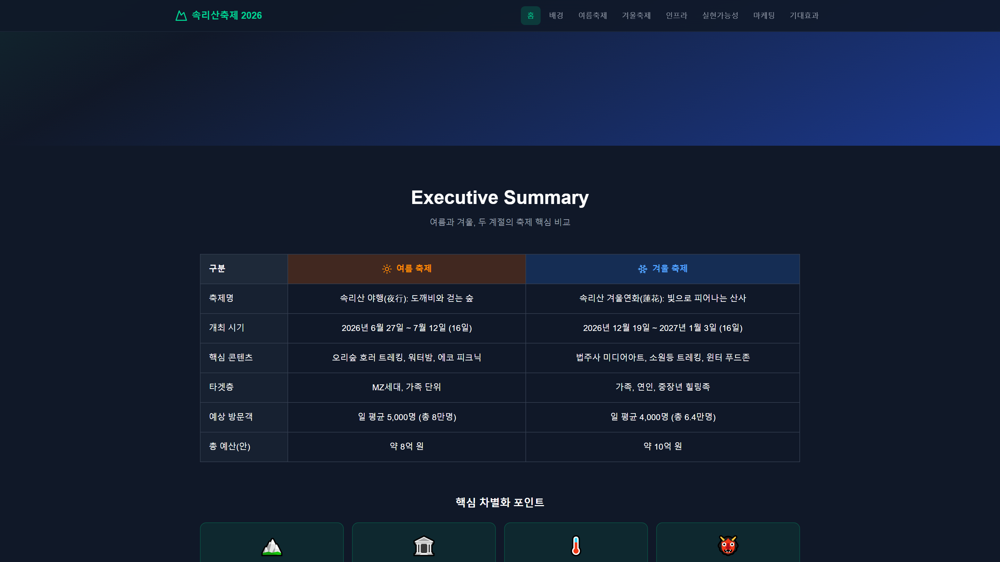 속리산축제 2026
홈 배경 여름축제 겨울축제 인프라 실현가능성 마케팅 기대효과
Executive Summary
여름과 겨울, 두 계절의 축제 핵심 비교
구분 여름 축제 겨울 축제
축제명 속리산 야행(夜行): 도깨비와 걷는 숲 속리산 겨울연화(蓮花): 빛으로 피어나는 산사
개최 시기 2026년 6월 27일 ~ 7월 12일 (16일) 2026년 12월 19일 ~ 2027년 1월 3일 (16일)
핵심 콘텐츠 오리숲 호러 트레킹, 워터밤, 에코 피크닉 법주사 미디어아트, 소원등 트레킹, 윈터 푸드존
타겟층 MZ세대, 가족 단위 가족, 연인, 중장년 힐링족
예상 방문객 일 평균 5,000명 (총 8만명) 일 평균 4,000명 (총 6.4만명)
총 예산(안) 약 8억 원 약 10억 원
핵심 차별화 포인트